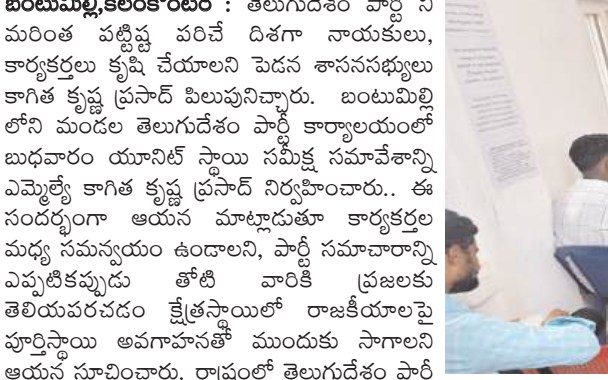 బంటుమిల్లి,కలంకొంటెం : తెలుగుదేశం పార్టీ ని
మరింత పట్టిష్ట పరిచే దిశగా నాయకులు,
కార్యకర్తలు కృషి చేయాలని పెడన శాసనసభ్యులు
కాగిత కృష్ణ ప్రసాద్ పిలుపునిచ్చారు. బంటుమిల్లి
లోని మండల తెలుగుదేశం పార్టీ కార్యాలయంలో
బుధవారం యూనిట్ స్థాయి సమీక్ష సమావేశాన్ని
ఎమ్మెల్యే కాగిత కృష్ణ ప్రసాద్ నిర్వహించారు.. ఈ
సందర్భంగా ఆయన మాట్లాడుతూ కార్యకర్తల
మధ్య సమన్వయం ఉండాలని, పార్టీ సమాచారాన్ని
ఎప్పటికప్పుడు తోటి వారికి ప్రజలకు
తెలియపరచడం క్షేత్రస్థాయిలో రాజకీయాలపై
పూర్తిస్థాయి అవగాహనతో ముందుకు సాగాలని
ఆయన సూచించారు. రాష్ట్రంలో తెలుగుదేశం పార్టీ